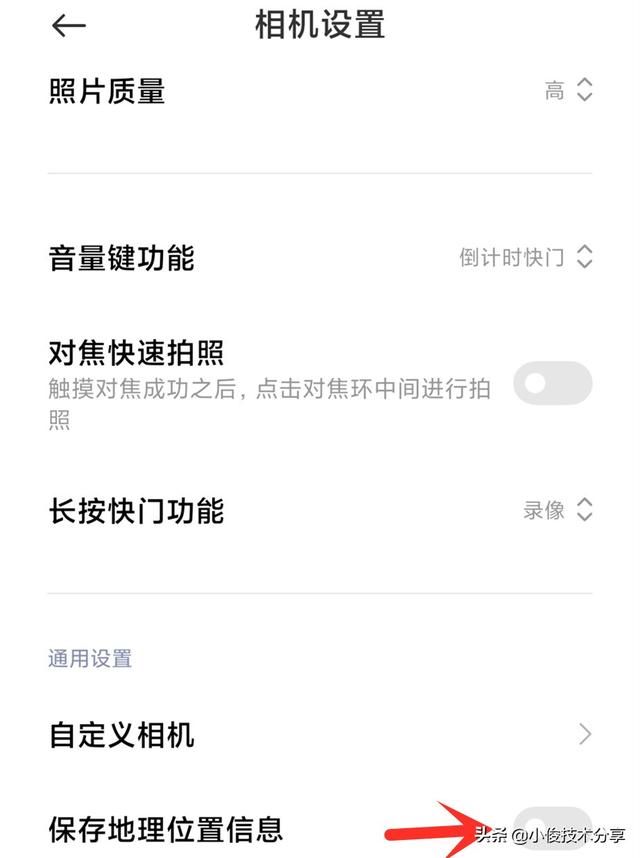 相机设置
照片质量 高
音量键功能 倒计时快门
对焦快速拍照
触摸对焦成功之后，点击对焦环中间进行拍
照
长按快门功能 录像
通用设置
自定义相机
保存地理位置信息
头条 @小俊技术分享